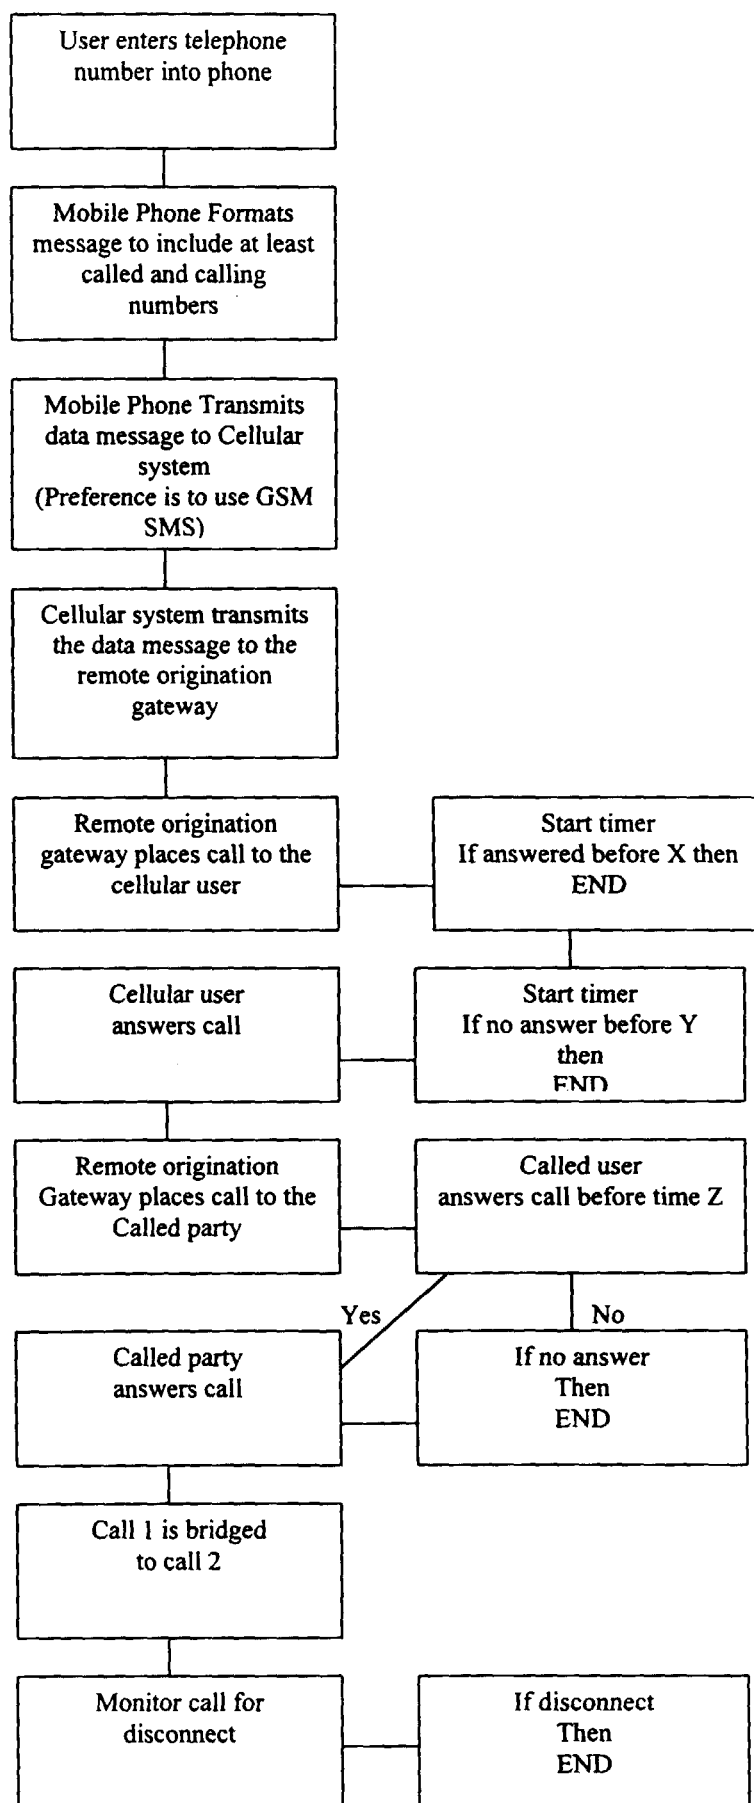 User enters telephone
number into phone
Mobile Phone Formats
message to include at least
called and calling
numbers
Mobile Phone Transmits
data message to Cellular
system
(Preference is to use GSM
SMS)
Cellular system transmits
the data message to the
remote origination
gateway
Remote origination
gateway places call to the
cellular user
Start timer
If answered before X then
END
Cellular user
answers call
Start timer
If no answer before Y
then
END
Remote origination
Gateway places call to the
Called party
Called user
answers call before time Z
Yes
No
Called party
answers call
If no answer
Then
END
Call 1 is bridged
to call 2
Monitor call for
disconnect
If disconnect
Then
END